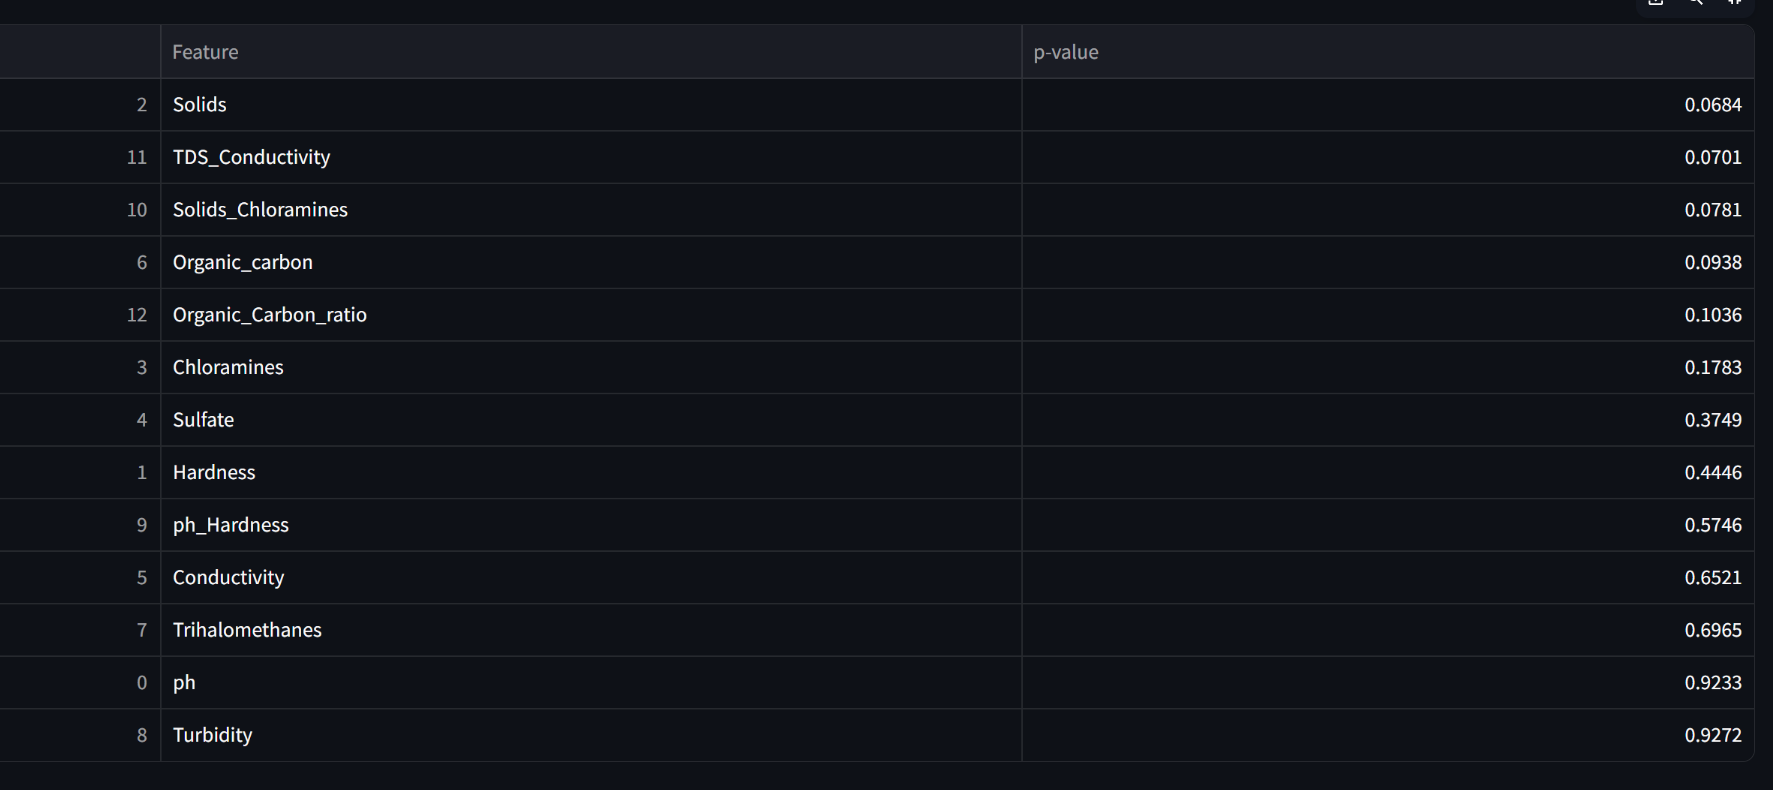 Feature p-value
2 Solids 0.0684
11 TDS_Conductivity 0.0701
10 Solids_Chloramines 0.0781
6 Organic_carbon 0.0938
12 Organic_Carbon_ratio 0.1036
3 Chloramines 0.1783
4 Sulfate 0.3749
1 Hardness 0.4446
9 ph_Hardness 0.5746
5 Conductivity 0.6521
7 Trihalomethanes 0.6965
0 ph 0.9233
8 Turbidity 0.9272